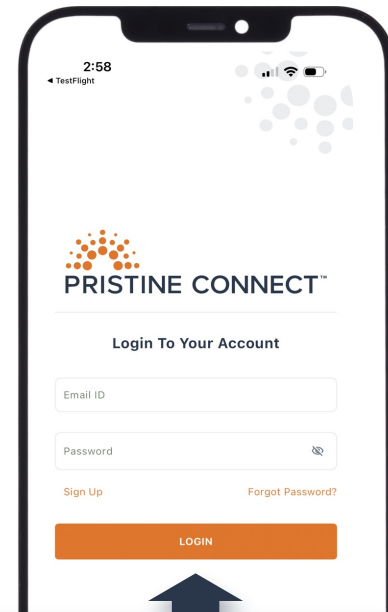 2:58
◀ TestFlight
PRISTINE CONNECT™
Login To Your Account
Email ID
Password
Sign Up
Forgot Password?
LOGIN